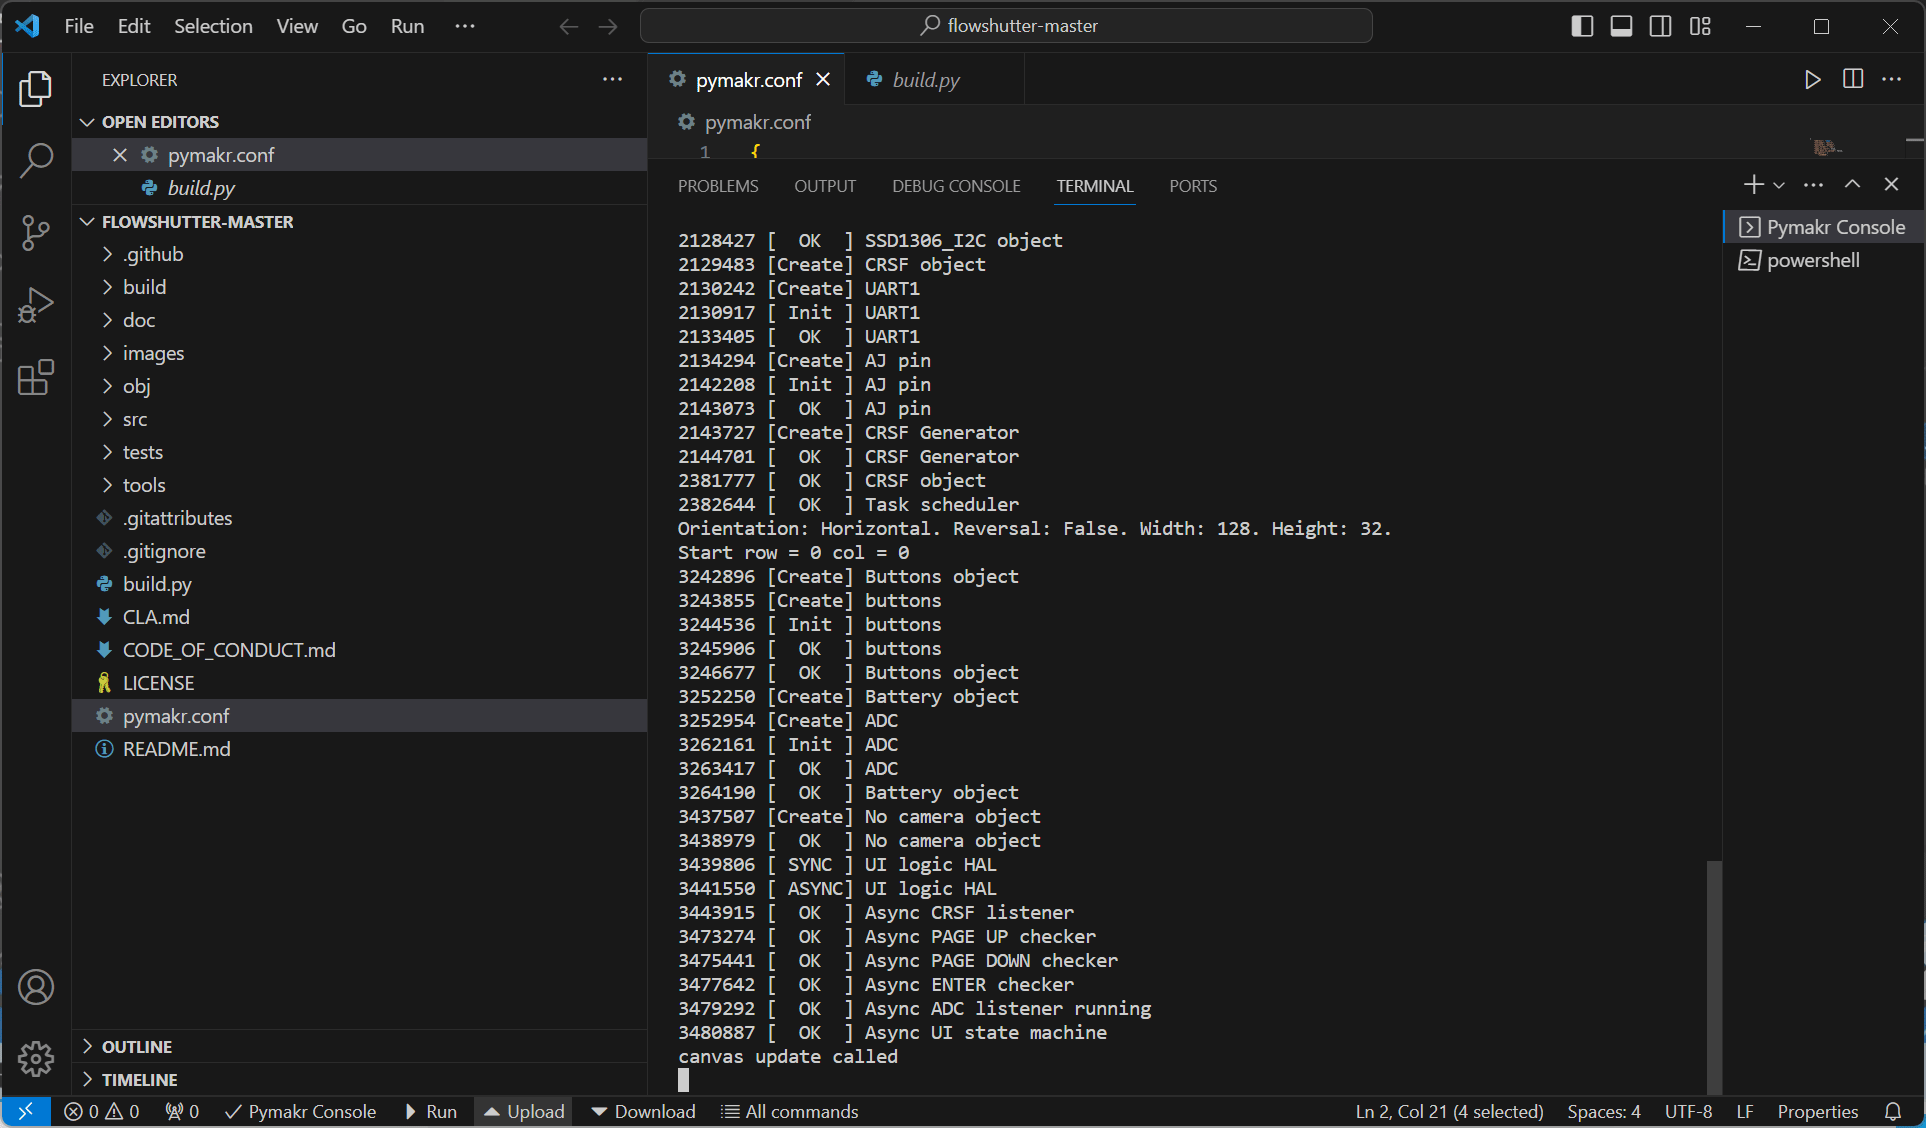 File Edit Selection View Go Run ···
flowshutter-master
EXPLORER
OPEN EDITORS
pymakr.conf
build.py
FLOWSHUTTER-MASTER
.github
build
doc
images
obj
src
tests
tools
.gitattributes
.gitignore
build.py
CLA.md
CODE_OF_CONDUCT.md
LICENSE
pymakr.conf
README.md
OUTLINE
TIMELINE
pymakr.conf build.py
pymakr.conf
1 {
PROBLEMS OUTPUT DEBUG CONSOLE TERMINAL PORTS
2128427 [  OK  ] SSD1306_I2C object
2129483 [Create] CRSF object
2130242 [Create] UART1
2130917 [ Init ] UART1
2133405 [  OK  ] UART1
2134294 [Create] AJ pin
2142208 [ Init ] AJ pin
2143073 [  OK  ] AJ pin
2143727 [Create] CRSF Generator
2144701 [  OK  ] CRSF Generator
2381777 [  OK  ] CRSF object
2382644 [  OK  ] Task scheduler
Orientation: Horizontal. Reversal: False. Width: 128. Height: 32.
Start row = 0 col = 0
3242896 [Create] Buttons object
3243855 [Create] buttons
3244536 [ Init ] buttons
3245906 [  OK  ] buttons
3246677 [  OK  ] Buttons object
3252250 [Create] Battery object
3252954 [Create] ADC
3262161 [ Init ] ADC
3263417 [  OK  ] ADC
3264190 [  OK  ] Battery object
3437507 [Create] No camera object
3438979 [  OK  ] No camera object
3439806 [ SYNC ] UI logic HAL
3441550 [ ASYNC] UI logic HAL
3443915 [  OK  ] Async CRSF listener
3473274 [  OK  ] Async PAGE UP checker
3475441 [  OK  ] Async PAGE DOWN checker
3477642 [  OK  ] Async ENTER checker
3479292 [  OK  ] Async ADC listener running
3480887 [  OK  ] Async UI state machine
canvas update called
Pymakr Console
powershell
0 0 0 Pymakr Console Run Upload Download All commands Ln 2, Col 21 (4 selected) Spaces: 4 UTF-8 LF Properties